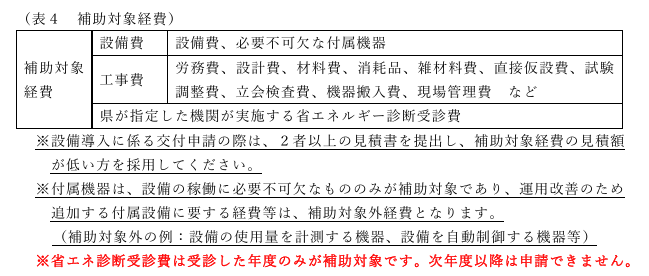 （表４　補助対象経費）
補助対象
経費
設備費
設備費、必要不可欠な付属機器
工事費
労務費、設計費、材料費、消耗品、雑材料費、直接仮設費、試験
調整費、立会検査費、機器搬入費、現場管理費　など
県が指定した機関が実施する省エネルギー診断受診費
※設備導入に係る交付申請の際は、２者以上の見積書を提出し、補助対象経費の見積額
が低い方を採用してください。
※付属機器は、設備の稼働に必要不可欠なもののみが補助対象であり、運用改善のため
追加する付属設備に要する経費等は、補助対象外経費となります。
（補助対象外の例：設備の使用量を計測する機器、設備を自動制御する機器等）
※省エネ診断受診費は受診した年度のみが補助対象です。次年度以降は申請できません。